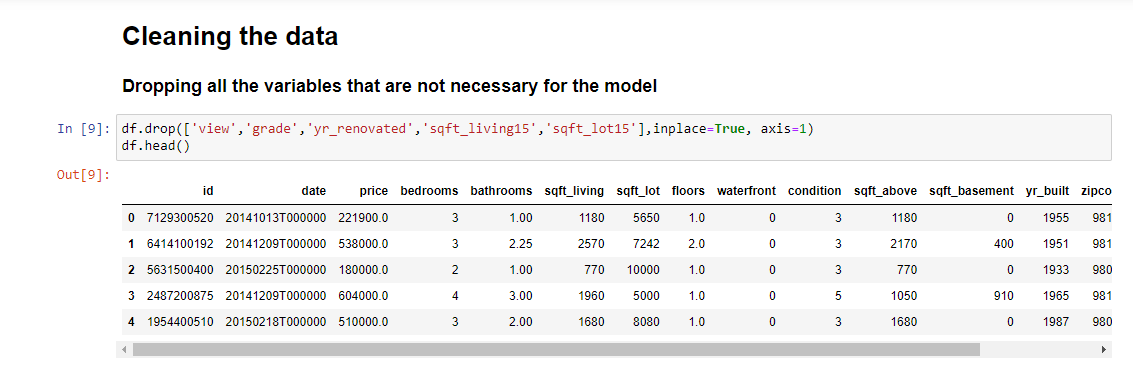 Cleaning the data
Dropping all the variables that are not necessary for the model
In [9]: df.drop(['view','grade','yr_renovated','sqft_living15','sqft_lot15'],inplace=True, axis=1)
df.head()
Out[9]:
id date price bedrooms bathrooms sqft_living sqft_lot floors waterfront condition sqft_above sqft_basement yr_built zipco
0 7129300520 20141013T000000 221900.0 3 1.00 1180 5650 1.0 0 3 1180 0 1955 981
1 6414100192 20141209T000000 538000.0 3 2.25 2570 7242 2.0 0 3 2170 400 1951 981
2 5631500400 20150225T000000 180000.0 2 1.00 770 10000 1.0 0 3 770 0 1933 980
3 2487200875 20141209T000000 604000.0 4 3.00 1960 5000 1.0 0 5 1050 910 1965 981
4 1954400510 20150218T000000 510000.0 3 2.00 1680 8080 1.0 0 3 1680 0 1987 980